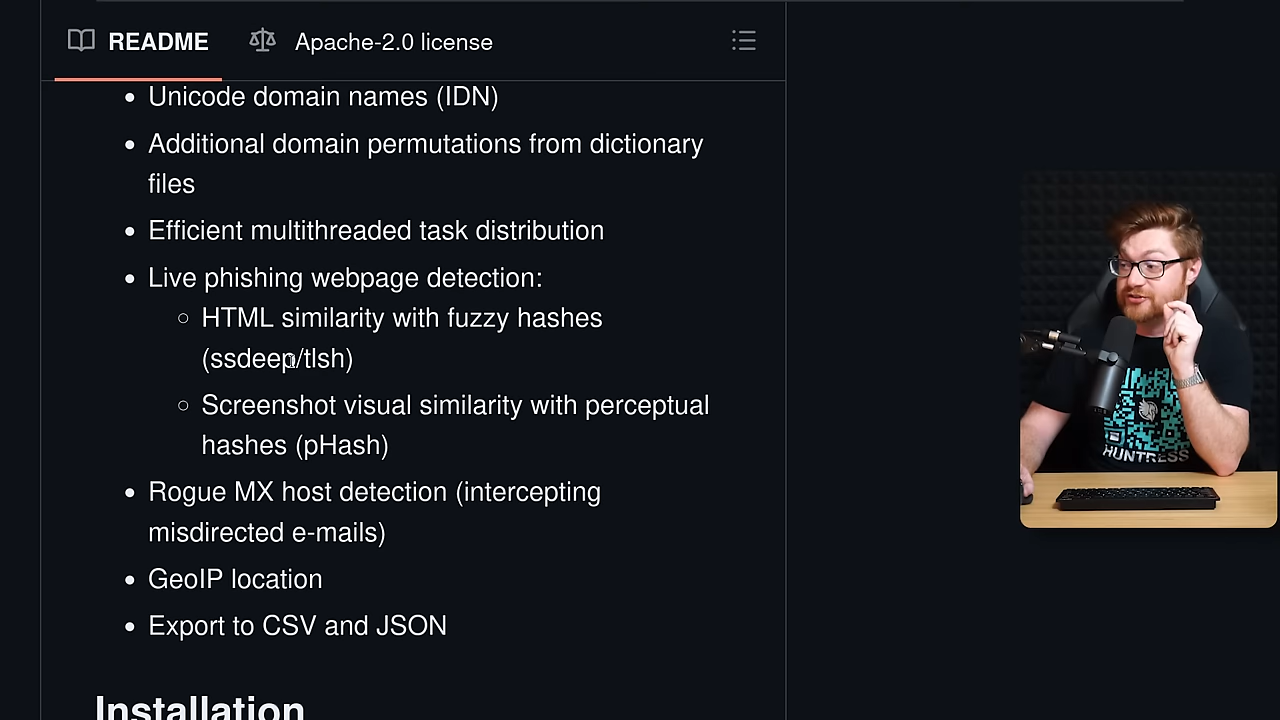 README
Apache-2.0 license
Unicode domain names (IDN)
Additional domain permutations from dictionary
files
Efficient multithreaded task distribution
Live phishing webpage detection:
HTML similarity with fuzzy hashes
(ssdeep/tlsh)
Screenshot visual similarity with perceptual
hashes (pHash)
Rogue MX host detection (intercepting
misdirected e-mails)
GeoIP location
Export to CSV and JSON
Installation
HUNTRESS